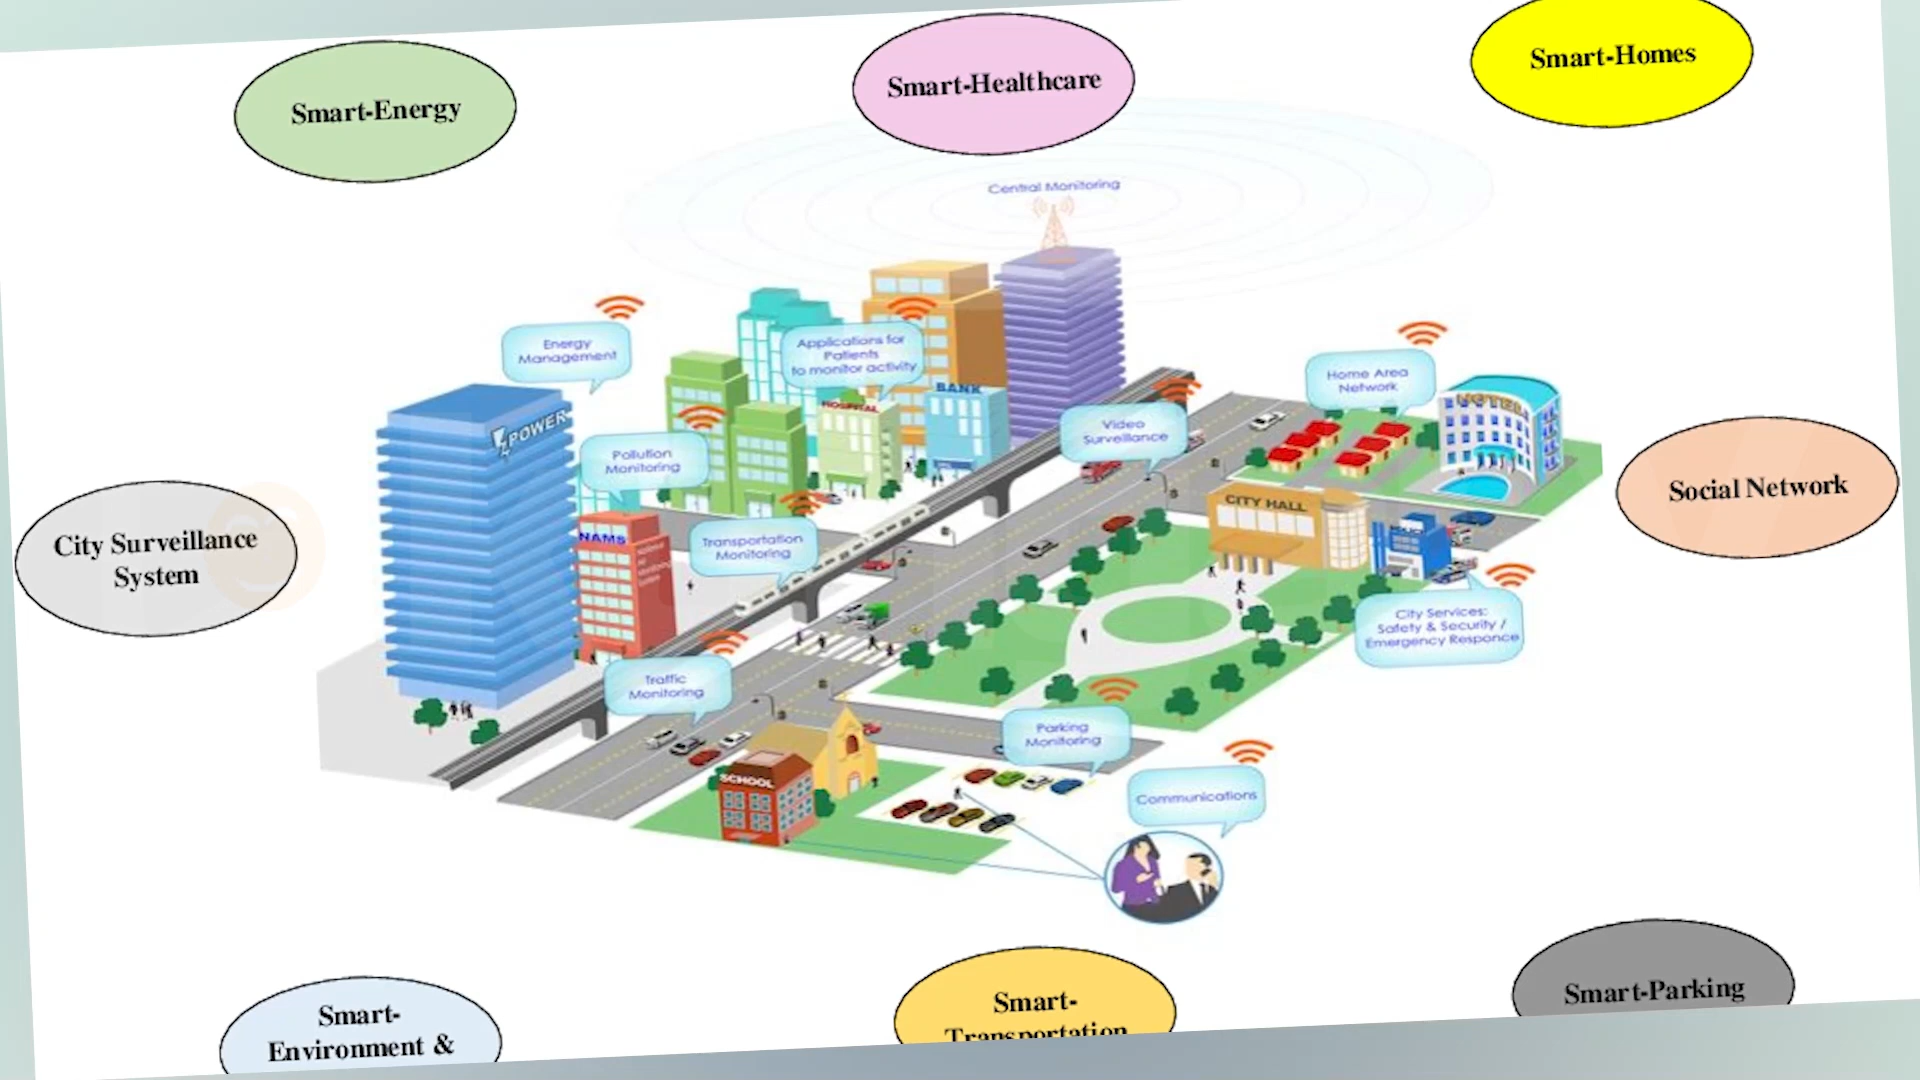 Smart-Energy
Smart-Healthcare
Smart-Homes
Central Monitoring
Energy
Management
Applications for
Patients
to monitor activity
Home Area
Network
POWER
HOSPITAL
BANK
HOTEL
Video
Surveillance
Pollution
Monitoring
City Surveillance
System
Social Network
NAMS
Transportation
Monitoring
CITY HALL
City Services:
Safety & Security /
Emergency Responce
Traffic
Monitoring
Parking
Monitoring
SCHOOL
Communications
Smart-
Environment &
Smart-
Transportation
Smart-Parking